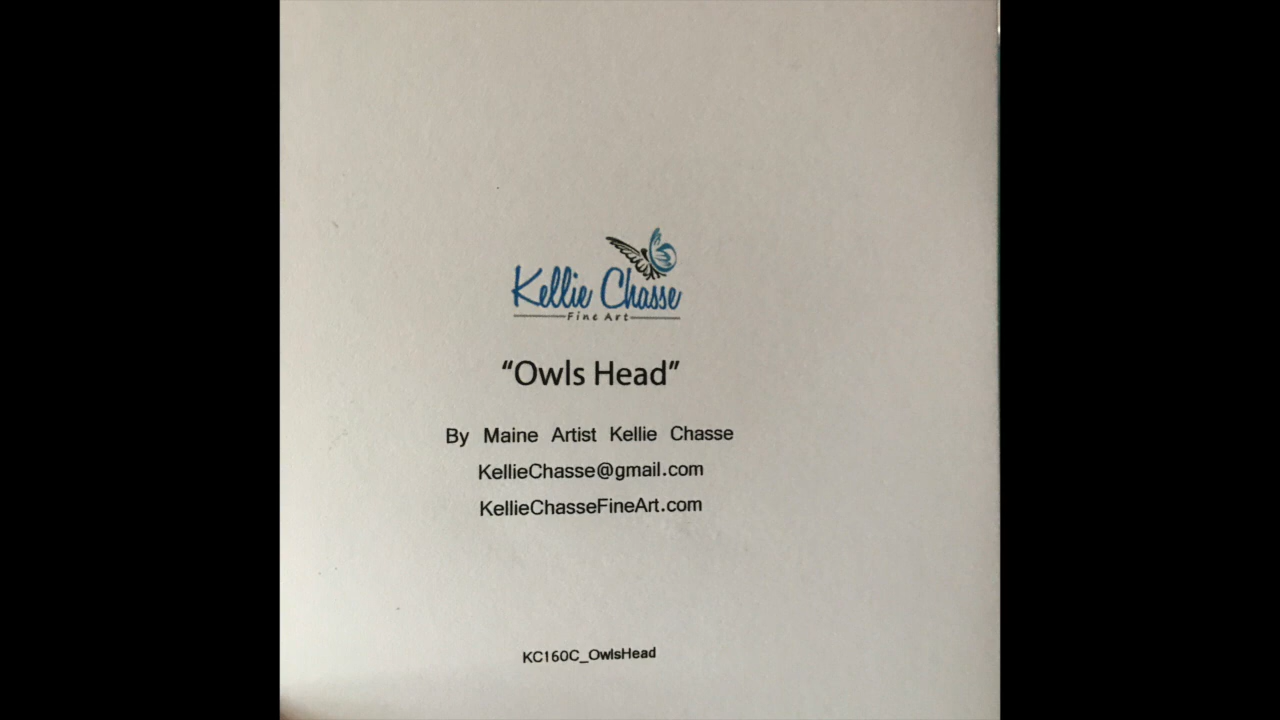 Kellie Chasse
Fine Art
“Owls Head”
By Maine Artist Kellie Chasse
KellieChasse@gmail.com
KellieChasseFineArt.com
KC160C_OwlsHead